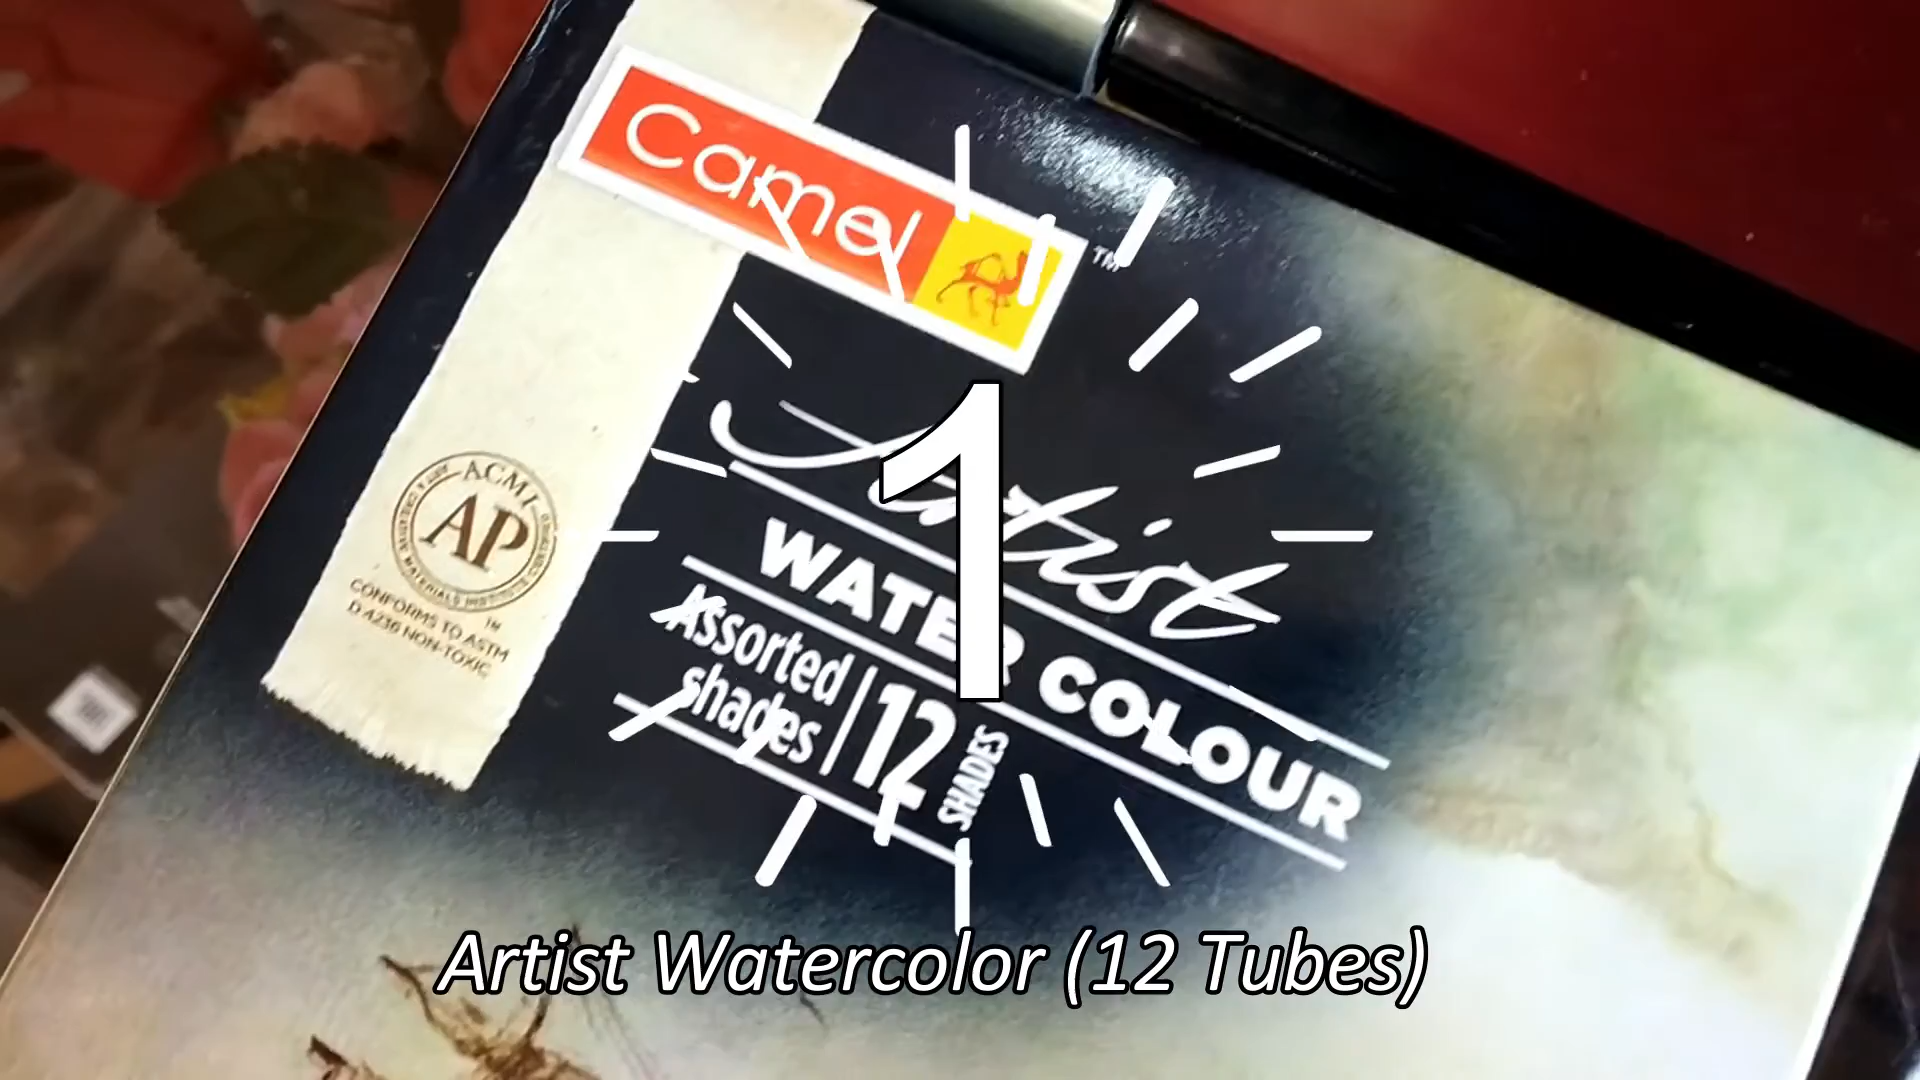 Camel
TM
Artist
WATER COLOUR
Assorted
shades
12
SHADES
1
ACMI
AP
CONFORMS TO ASTM
D 4236 NON-TOXIC
TM
Artist Watercolor (12 Tubes)